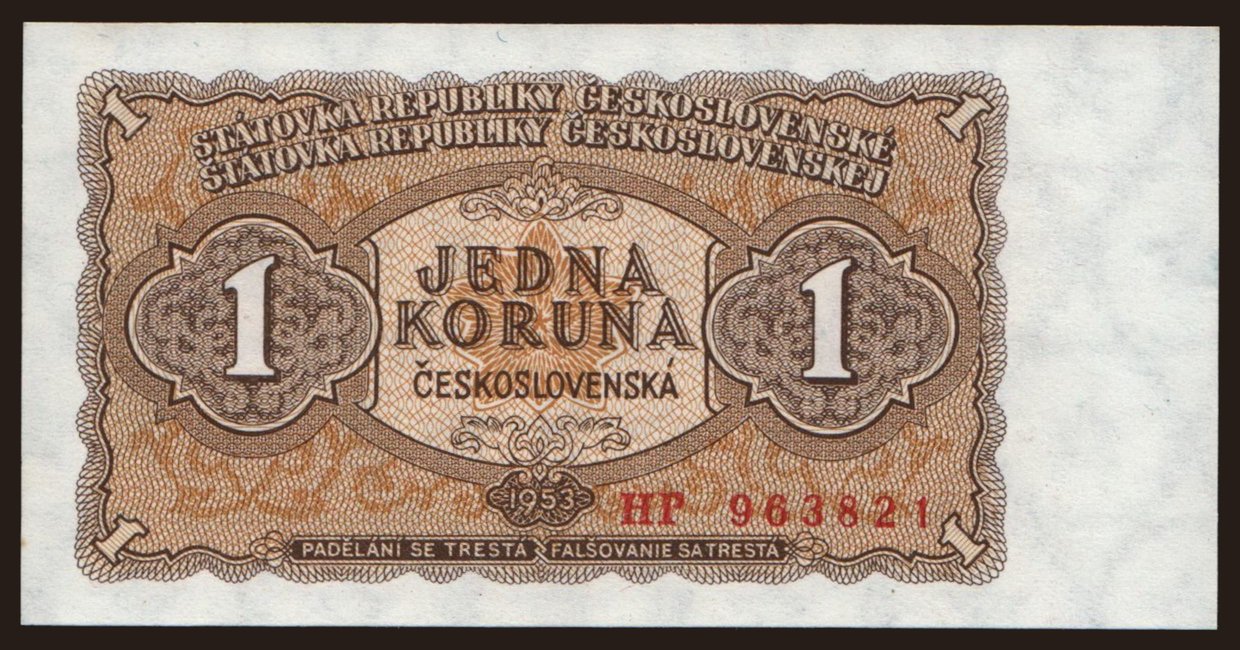 1 1
STÁTOVKA REPUBLIKY ČESKOSLOVENSKÉ
ŠTÁTOVKA REPUBLIKY ČESKOSLOVENSKEJ
1 JEDNA 1
KORUNA
ČESKOSLOVENSKÁ
1953 HP 963821
1 1
PADĚLÁNÍ SE TRESTÁ FALŠOVANIE SA TRESTÁ